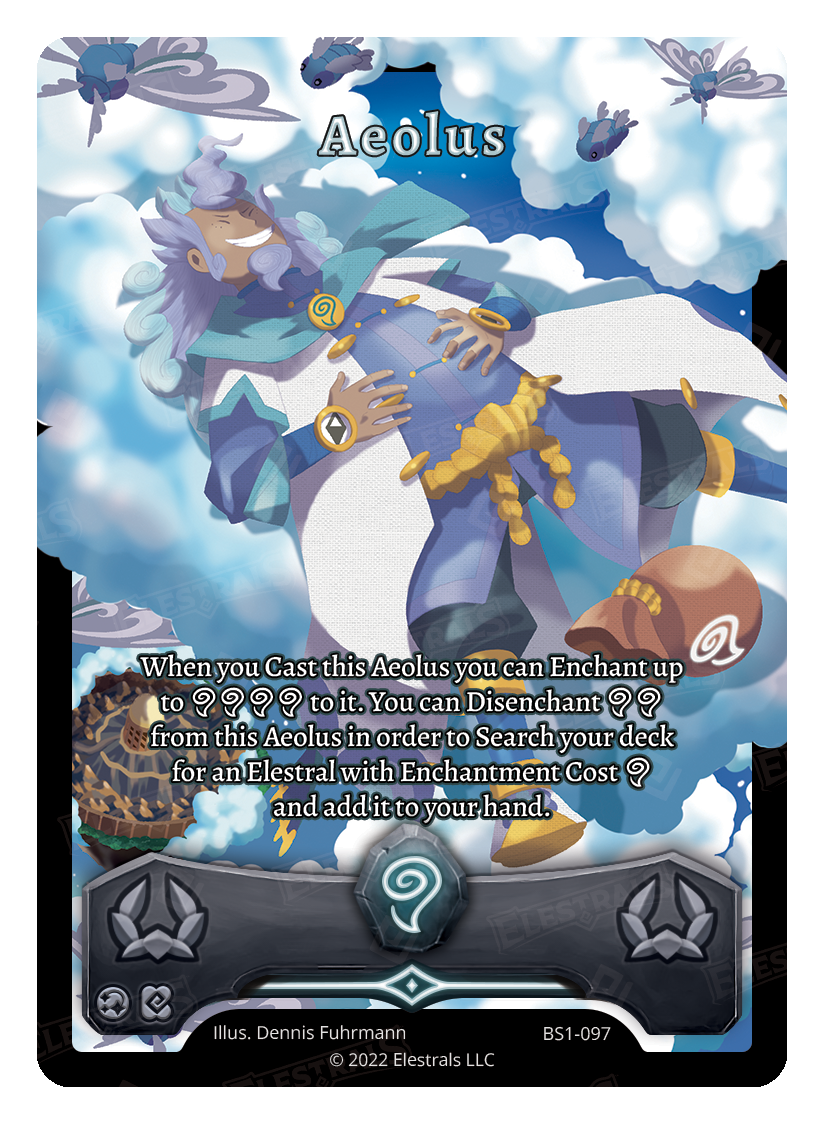 Aeolus
When you Cast this Aeolus you can Enchant up
to to it. You can Disenchant
from this Aeolus in order to Search your deck
for an Elestral with Enchantment Cost
and add it to your hand.
Illus. Dennis Fuhrmann
BS1-097
© 2022 Elestrals LLC